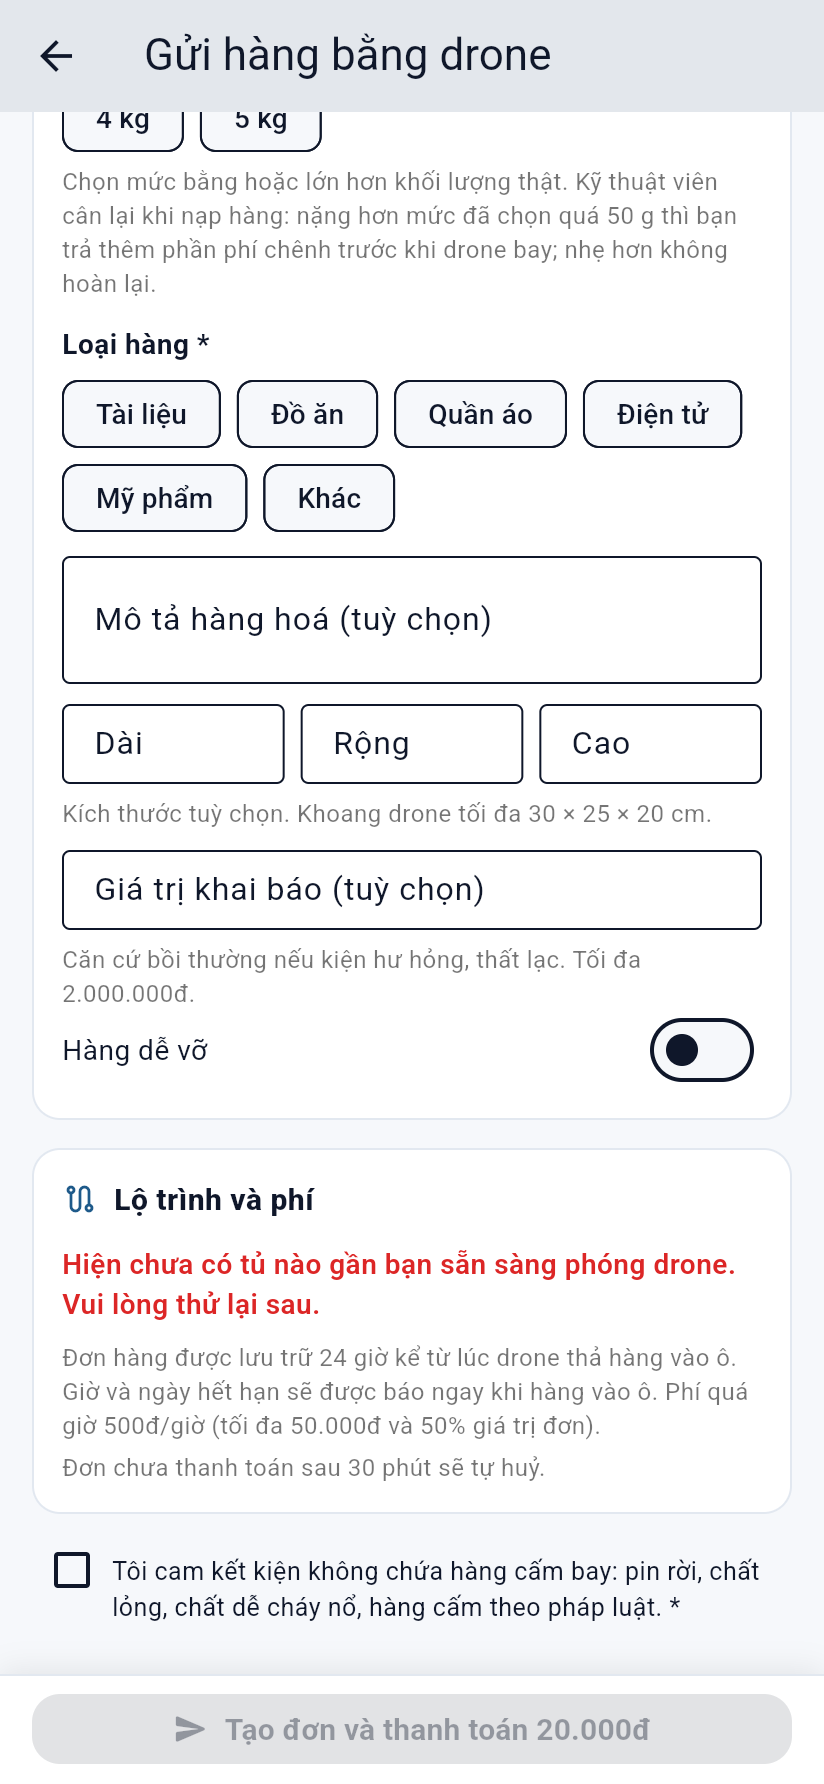 Gửi hàng bằng drone
4 kg 5 kg
Chọn mức bằng hoặc lớn hơn khối lượng thật. Kỹ thuật viên
cân lại khi nạp hàng: nặng hơn mức đã chọn quá 50 g thì bạn
trả thêm phần phí chênh trước khi drone bay; nhẹ hơn không
hoàn lại.
Loại hàng *
Tài liệu Đồ ăn Quần áo Điện tử
Mỹ phẩm Khác
Mô tả hàng hoá (tuỳ chọn)
Dài Rộng Cao
Kích thước tuỳ chọn. Khoang drone tối đa 30 × 25 × 20 cm.
Giá trị khai báo (tuỳ chọn)
Căn cứ bồi thường nếu kiện hư hỏng, thất lạc. Tối đa
2.000.000đ.
Hàng dễ vỡ
Lộ trình và phí
Hiện chưa có tủ nào gần bạn sẵn sàng phóng drone.
Vui lòng thử lại sau.
Đơn hàng được lưu trữ 24 giờ kể từ lúc drone thả hàng vào ô.
Giờ và ngày hết hạn sẽ được báo ngay khi hàng vào ô. Phí quá
giờ 500đ/giờ (tối đa 50.000đ và 50% giá trị đơn).
Đơn chưa thanh toán sau 30 phút sẽ tự huỷ.
Tôi cam kết kiện không chứa hàng cấm bay: pin rời, chất
lỏng, chất dễ cháy nổ, hàng cấm theo pháp luật. *
Tạo đơn và thanh toán 20.000đ